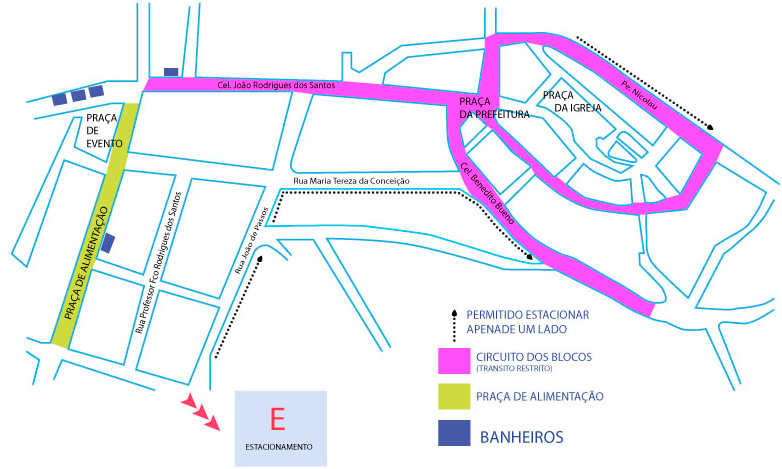 Cel. João Rodrigues dos Santos
PRAÇA
DA PREFEITURA
PRAÇA
DA IGREJA
Pe. Nicolau
PRAÇA
DE
EVENTO
Rua Maria Tereza da Conceição
Cel. Benedito Bueno
PRAÇA DE ALIMENTAÇÃO
Rua Professor Fco Rodrigues dos Santos
Rua João de Passos
PERMITIDO ESTACIONAR
APENADE UM LADO
CIRCUITO DOS BLOCOS
(TRANSITO RESTRITO)
PRAÇA DE ALIMENTAÇÃO
BANHEIROS
E
ESTACIONAMENTO